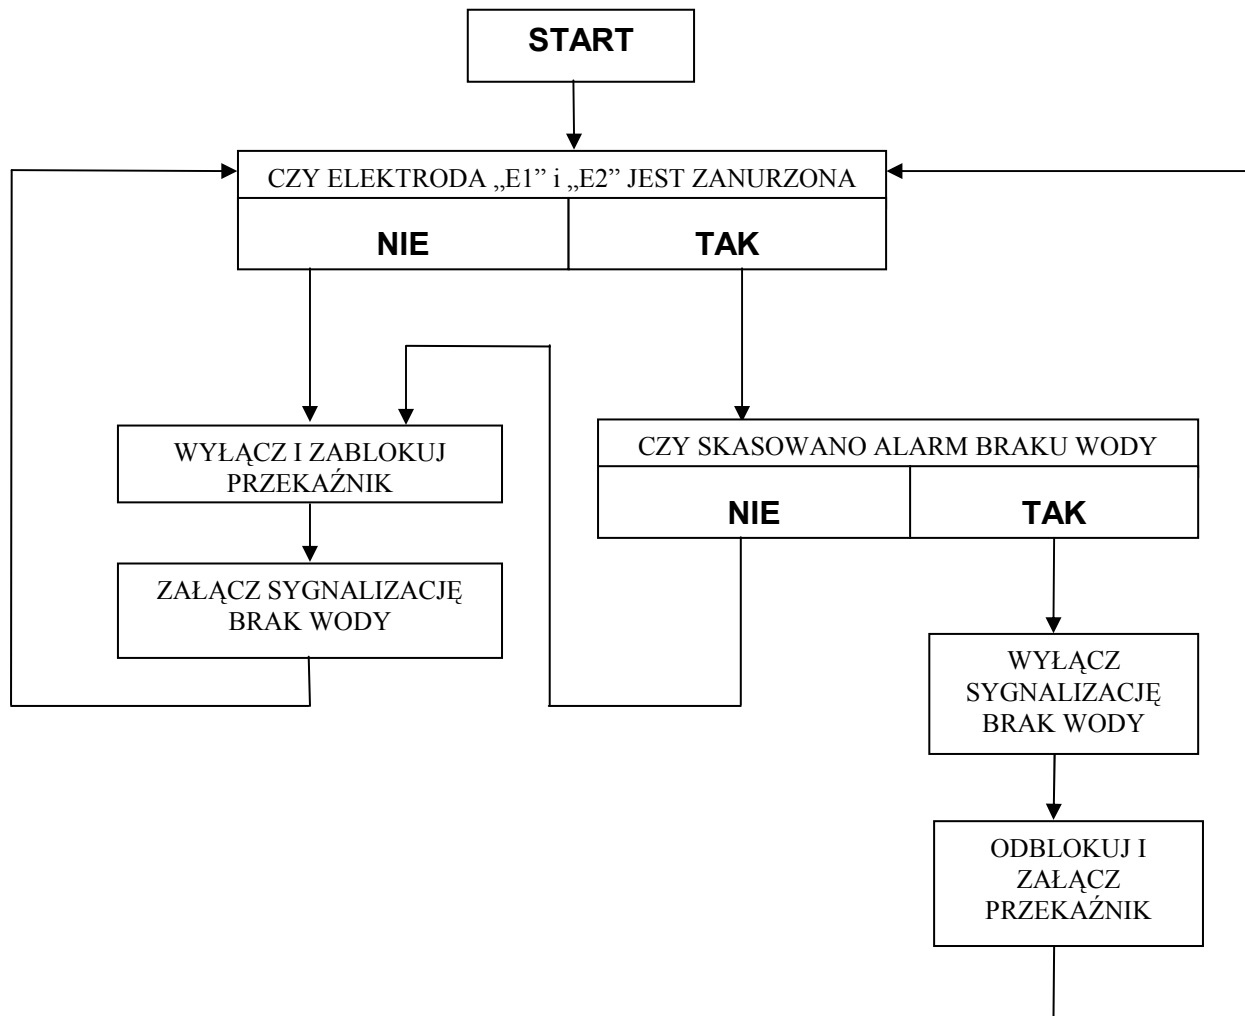 START
CZY ELEKTRODA „E1” i „E2” JEST ZANURZONA
NIE
TAK
WYŁĄCZ I ZABLOKUJ
PRZEKAŹNIK
CZY SKASOWANO ALARM BRAKU WODY
NIE
TAK
ZAŁĄCZ SYGNALIZACJĘ
BRAK WODY
WYŁĄCZ
SYGNALIZACJĘ
BRAK WODY
ODBLOKUJ I
ZAŁĄCZ
PRZEKAŹNIK